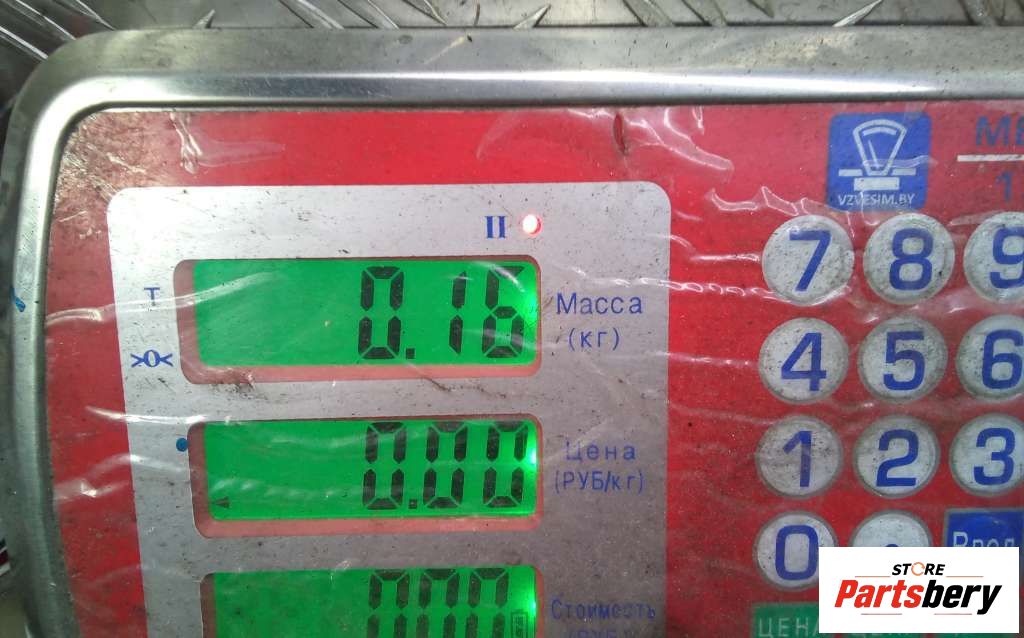 VZVESIM.BY
II
T
0.16
Масса
(кг)
>0<
7 8 9
4 5 6
0.00
Цена
(РУБ/кг)
1 2 3
0
Стоимость
ЦЕНА
STORE
Partsbery